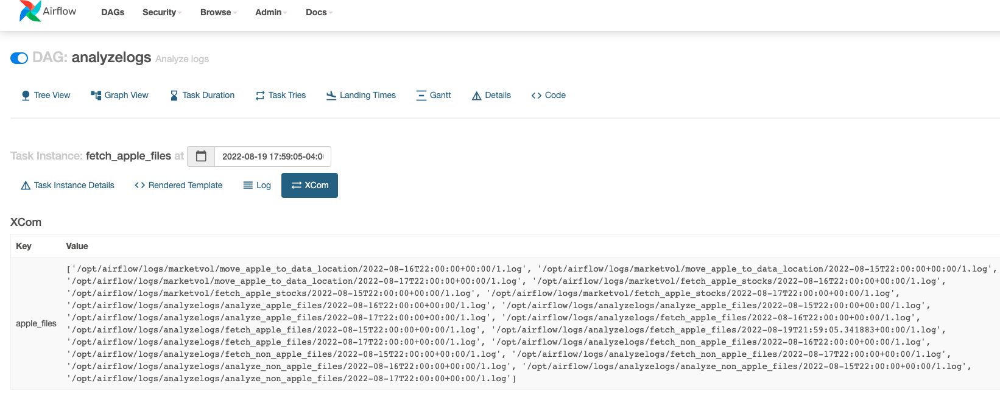 Airflow DAGs Security Browse Admin Docs
DAG: analyzelogs Analyze logs
Tree View Graph View Task Duration Task Tries Landing Times Gantt Details Code
Task Instance: fetch_apple_files at 2022-08-19 17:59:05-04:0
Task Instance Details Rendered Template Log XCom
XCom
Key Value
['/opt/airflow/logs/marketvol/move_apple_to_data_location/2022-08-16T22:00:00+00:00/1.log', '/opt/airflow/logs/marketvol/move_apple_to_data_location/2022-08-15T22:00:00+00:00/1.log',
'/opt/airflow/logs/marketvol/move_apple_to_data_location/2022-08-17T22:00:00+00:00/1.log', '/opt/airflow/logs/marketvol/fetch_apple_stocks/2022-08-16T22:00:00+00:00/1.log',
'/opt/airflow/logs/marketvol/fetch_apple_stocks/2022-08-15T22:00:00+00:00/1.log', '/opt/airflow/logs/marketvol/fetch_apple_stocks/2022-08-17T22:00:00+00:00/1.log',
'/opt/airflow/logs/analyzelogs/analyze_apple_files/2022-08-16T22:00:00+00:00/1.log', '/opt/airflow/logs/analyzelogs/analyze_apple_files/2022-08-15T22:00:00+00:00/1.log',
'/opt/airflow/logs/analyzelogs/analyze_apple_files/2022-08-17T22:00:00+00:00/1.log', '/opt/airflow/logs/analyzelogs/fetch_apple_files/2022-08-16T22:00:00+00:00/1.log',
apple_files '/opt/airflow/logs/analyzelogs/fetch_apple_files/2022-08-15T22:00:00+00:00/1.log', '/opt/airflow/logs/analyzelogs/fetch_apple_files/2022-08-19T21:59:05.341883+00:00/1.log',
'/opt/airflow/logs/analyzelogs/fetch_apple_files/2022-08-17T22:00:00+00:00/1.log', '/opt/airflow/logs/analyzelogs/fetch_non_apple_files/2022-08-16T22:00:00+00:00/1.log',
'/opt/airflow/logs/analyzelogs/fetch_non_apple_files/2022-08-15T22:00:00+00:00/1.log', '/opt/airflow/logs/analyzelogs/fetch_non_apple_files/2022-08-17T22:00:00+00:00/1.log',
'/opt/airflow/logs/analyzelogs/analyze_non_apple_files/2022-08-16T22:00:00+00:00/1.log', '/opt/airflow/logs/analyzelogs/analyze_non_apple_files/2022-08-15T22:00:00+00:00/1.log',
'/opt/airflow/logs/analyzelogs/analyze_non_apple_files/2022-08-17T22:00:00+00:00/1.log']